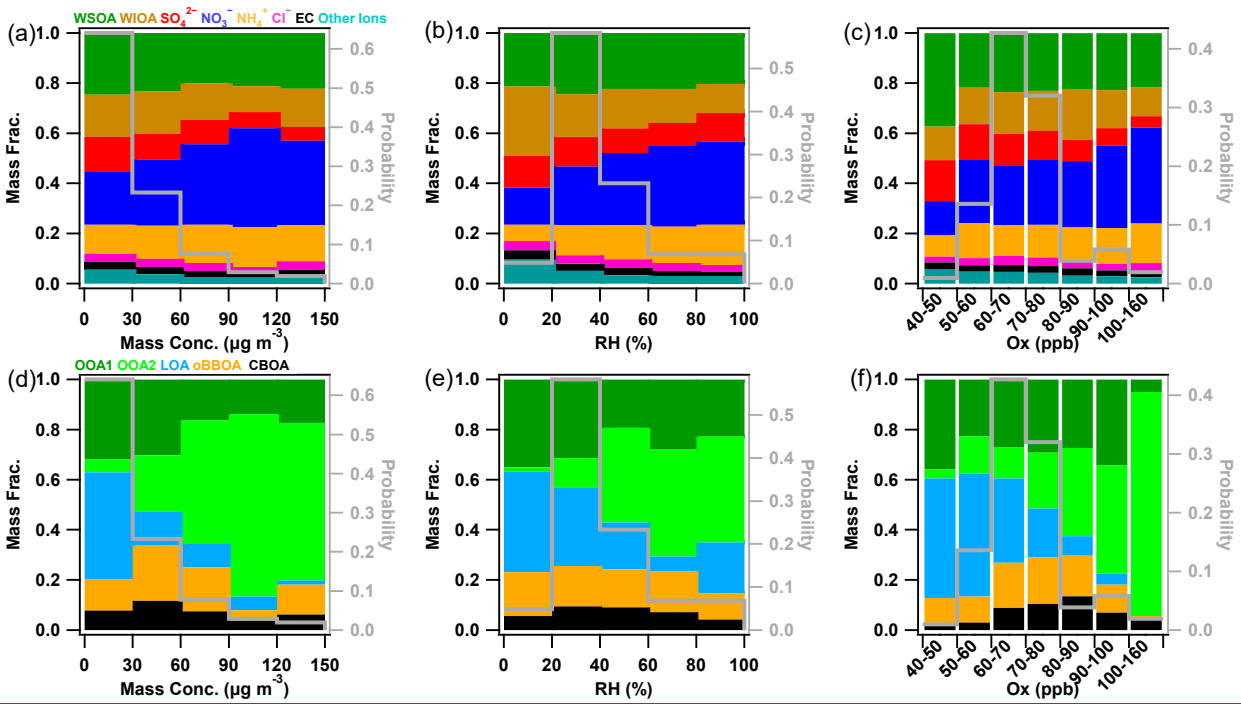 WSOA WIOA SO₄²⁻ NO₃⁻ NH₄⁺ Cl⁻ EC Other Ions
(a) (b) (c)
1.0 0.8 0.6 0.4 0.2 0.0
Mass Frac.
0.6 0.5 0.4 0.3 0.2 0.1 0.0
Probability
0 30 60 90 120 150
Mass Conc. (µg m⁻³)
1.0 0.8 0.6 0.4 0.2 0.0
Mass Frac.
0.5 0.4 0.3 0.2 0.1 0.0
Probability
0 20 40 60 80 100
RH (%)
1.0 0.8 0.6 0.4 0.2 0.0
Mass Frac.
0.4 0.3 0.2 0.1 0.0
Probability
40-50 50-60 60-70 70-80 80-90 90-100 100-160
Ox (ppb)
OOA1 OOA2 LOA oBBOA CBOA
(d) (e) (f)
1.0 0.8 0.6 0.4 0.2 0.0
Mass Frac.
0.6 0.5 0.4 0.3 0.2 0.1 0.0
Probability
0 30 60 90 120 150
Mass Conc. (µg m⁻³)
1.0 0.8 0.6 0.4 0.2 0.0
Mass Frac.
0.5 0.4 0.3 0.2 0.1 0.0
Probability
0 20 40 60 80 100
RH (%)
1.0 0.8 0.6 0.4 0.2 0.0
Mass Frac.
0.4 0.3 0.2 0.1 0.0
Probability
40-50 50-60 60-70 70-80 80-90 90-100 100-160
Ox (ppb)